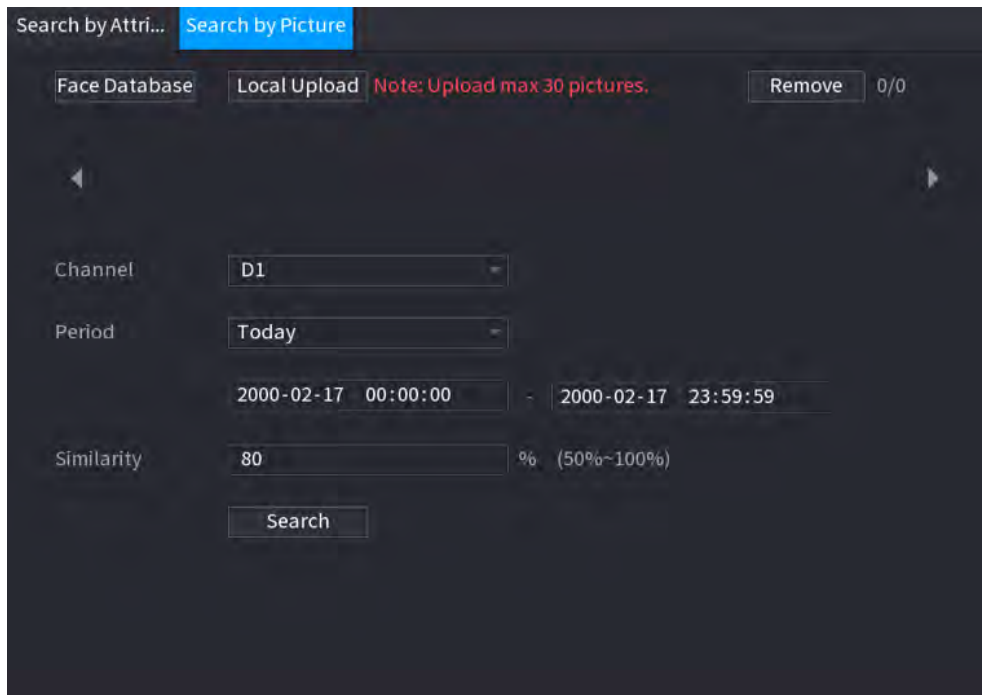 Search by Attri... Search by Picture
Face Database Local Upload Note: Upload max 30 pictures. Remove 0/0
Channel D1
Period Today
2000-02-17 00:00:00 - 2000-02-17 23:59:59
Similarity 80 % (50%~100%)
Search